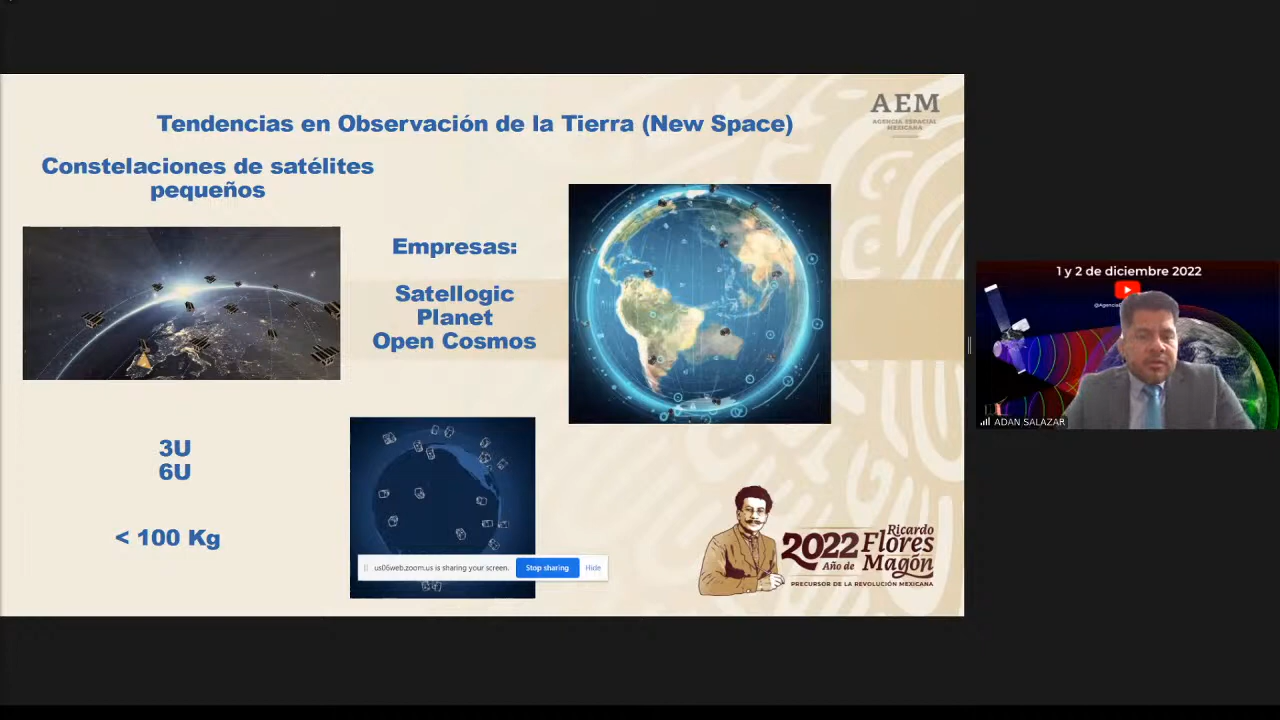 Tendencias en Observación de la Tierra (New Space)
AEM
AGENCIA ESPACIAL
MEXICANA
Constelaciones de satélites
pequeños
Empresas:
Satellogic
Planet
Open Cosmos
3U
6U
< 100 Kg
us06web.zoom.us is sharing your screen.
Stop sharing
Hide
2022 Ricardo
Flores
Año de Magón
PRECURSOR DE LA REVOLUCIÓN MEXICANA
1 y 2 de diciembre 2022
ADAN SALAZAR